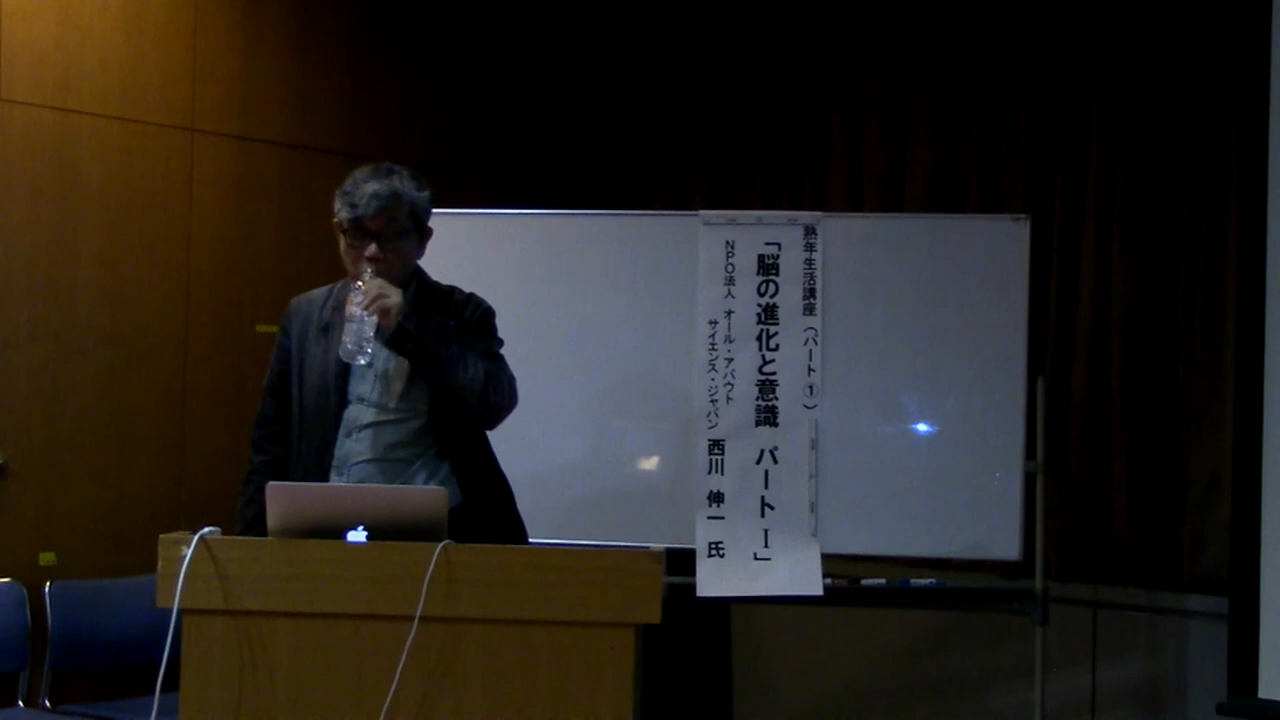 熟年生活講座 (パート①)
「脳の進化と意識 パートⅠ」
NPO法人 オール・アバウト
サイエンス・ジャパン 西川 伸一 氏